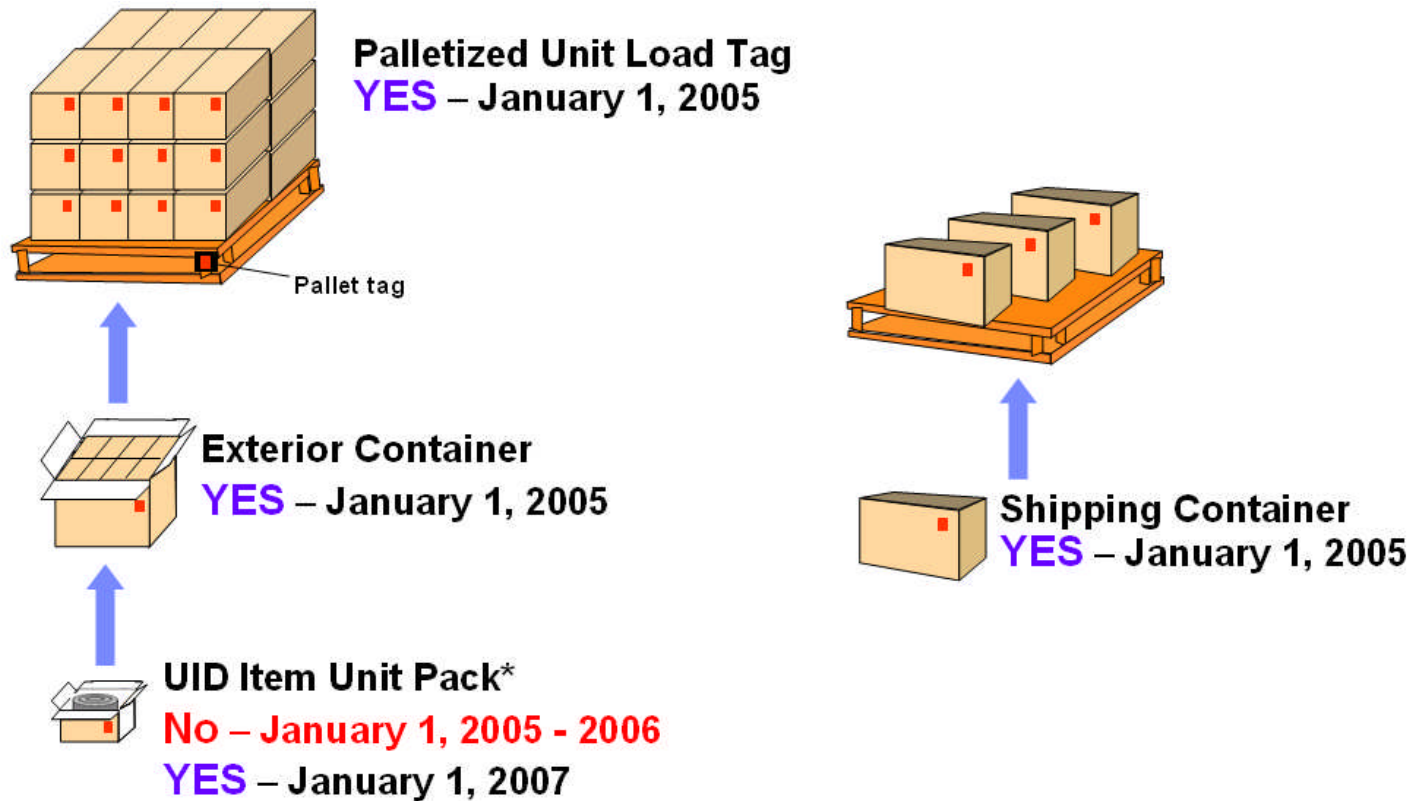 Palletized Unit Load Tag
YES – January 1, 2005
Pallet tag
Exterior Container
YES – January 1, 2005
Shipping Container
YES – January 1, 2005
UID Item Unit Pack*
No – January 1, 2005 - 2006
YES – January 1, 2007